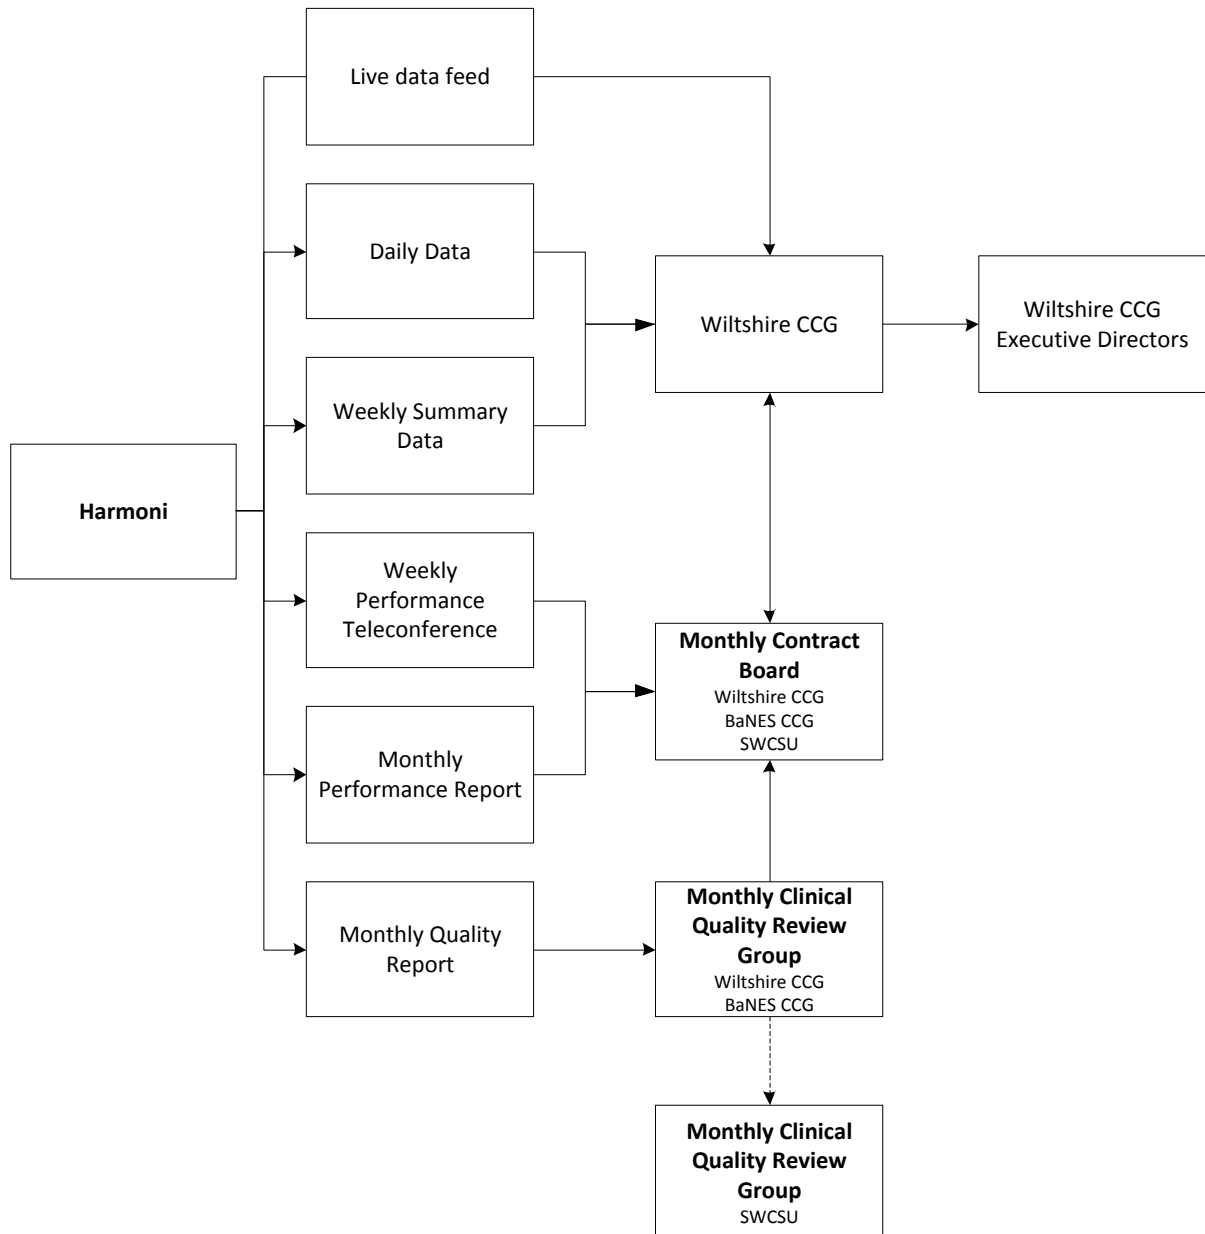 Live data feed
Daily Data
Wiltshire CCG
Wiltshire CCG
Executive Directors
Weekly Summary
Data
Harmoni
Weekly
Performance
Teleconference
Monthly Contract
Board
Wiltshire CCG
BaNES CCG
SWCSU
Monthly
Performance Report
Monthly Quality
Report
Monthly Clinical
Quality Review
Group
Wiltshire CCG
BaNES CCG
Monthly Clinical
Quality Review
Group
SWCSU